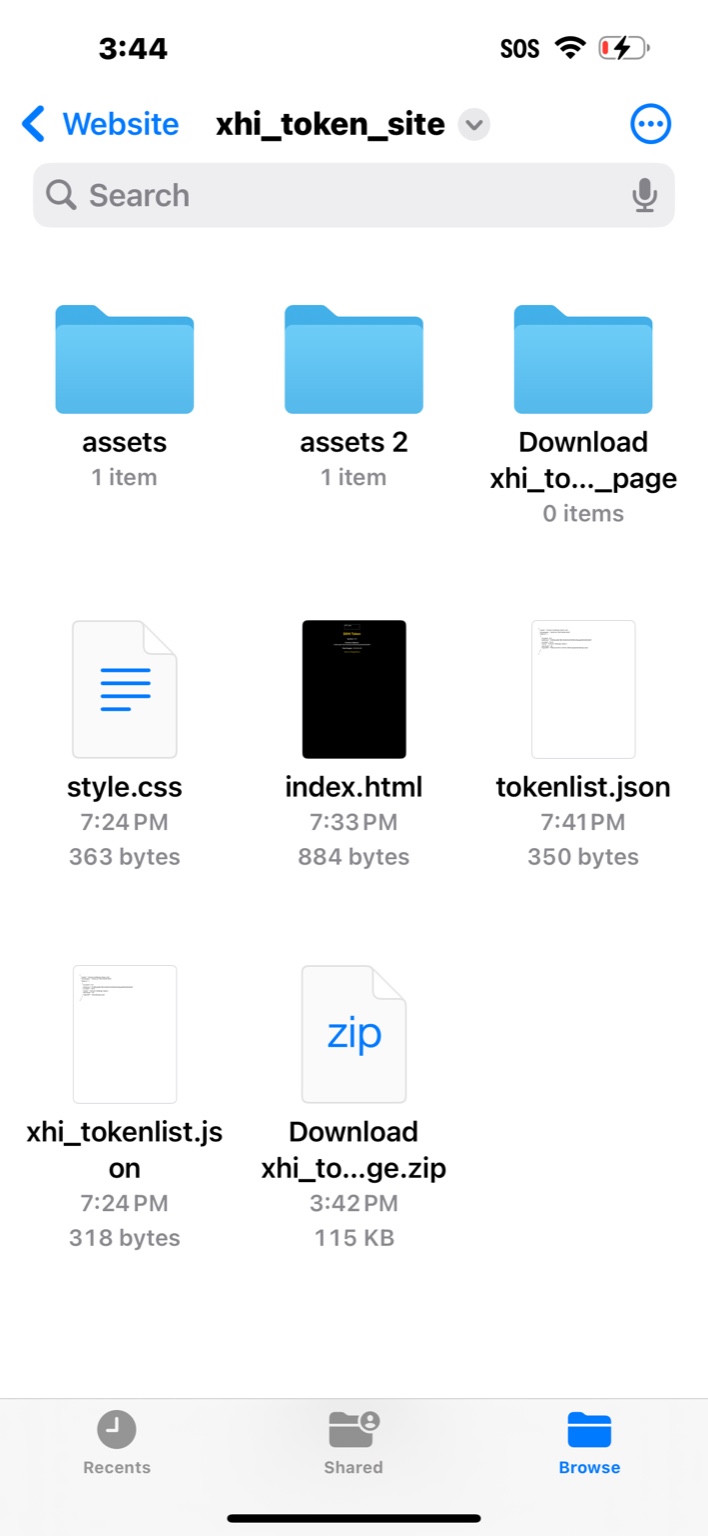 3:44
SOS
Website
xhi_token_site
Search
assets
1 item
assets 2
1 item
Download
xhi_to..._page
0 items
style.css
7:24 PM
363 bytes
index.html
7:33 PM
884 bytes
tokenlist.json
7:41 PM
350 bytes
xhi_tokenlist.js
on
7:24 PM
318 bytes
zip
Download
xhi_to...ge.zip
3:42 PM
115 KB
Recents
Shared
Browse